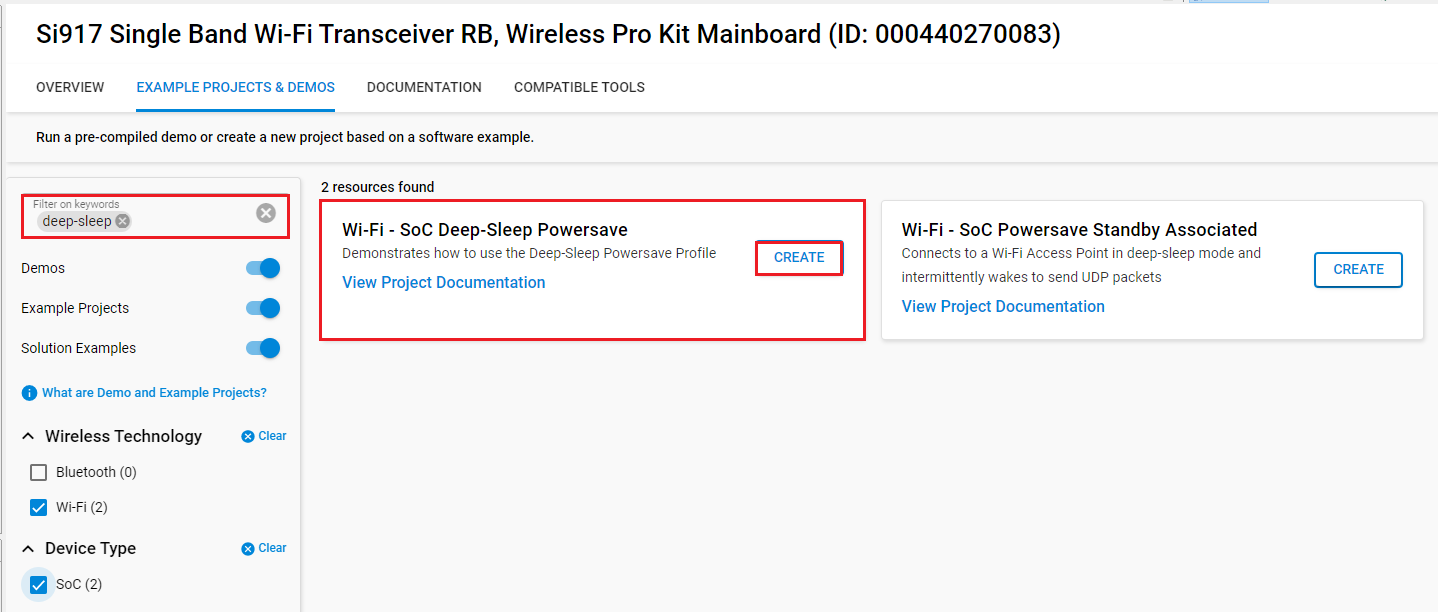 Si917 Single Band Wi-Fi Transceiver RB, Wireless Pro Kit Mainboard (ID: 000440270083)
OVERVIEW EXAMPLE PROJECTS & DEMOS DOCUMENTATION COMPATIBLE TOOLS
Run a pre-compiled demo or create a new project based on a software example.
Filter on keywords
deep-sleep
Demos
Example Projects
Solution Examples
What are Demo and Example Projects?
Wireless Technology Clear
Bluetooth (0)
Wi-Fi (2)
Device Type Clear
SoC (2)
2 resources found
Wi-Fi - SoC Deep-Sleep Powersave
Demonstrates how to use the Deep-Sleep Powersave Profile
View Project Documentation
CREATE
Wi-Fi - SoC Powersave Standby Associated
Connects to a Wi-Fi Access Point in deep-sleep mode and
intermittently wakes to send UDP packets
View Project Documentation
CREATE